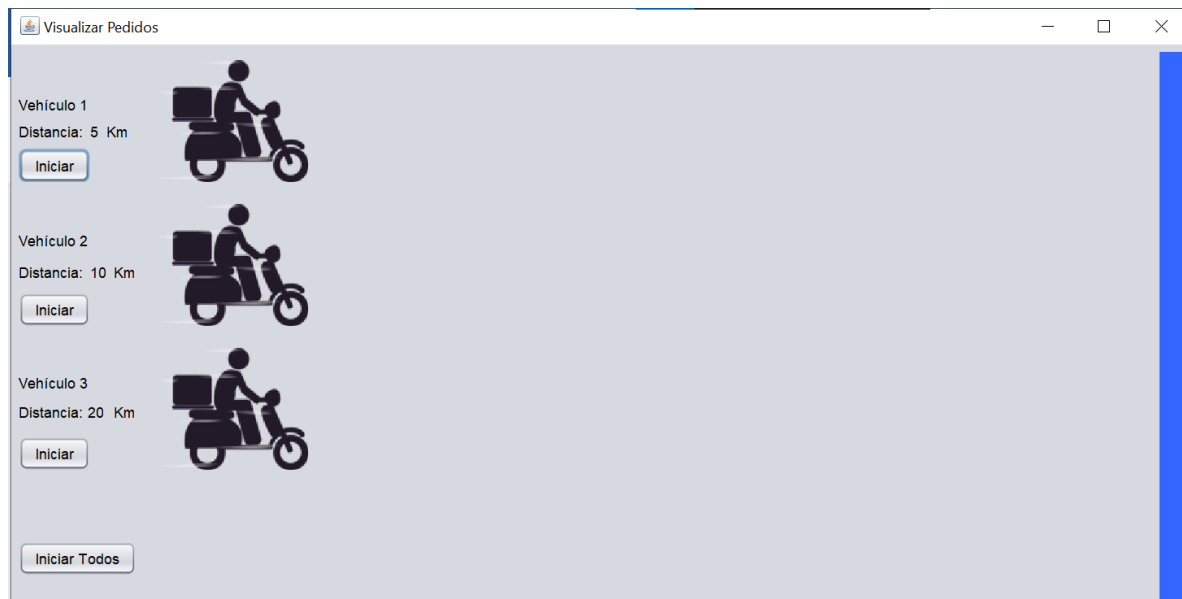 Visualizar Pedidos
Vehículo 1
Distancia: 5 Km
Iniciar
Vehículo 2
Distancia: 10 Km
Iniciar
Vehículo 3
Distancia: 20 Km
Iniciar
Iniciar Todos